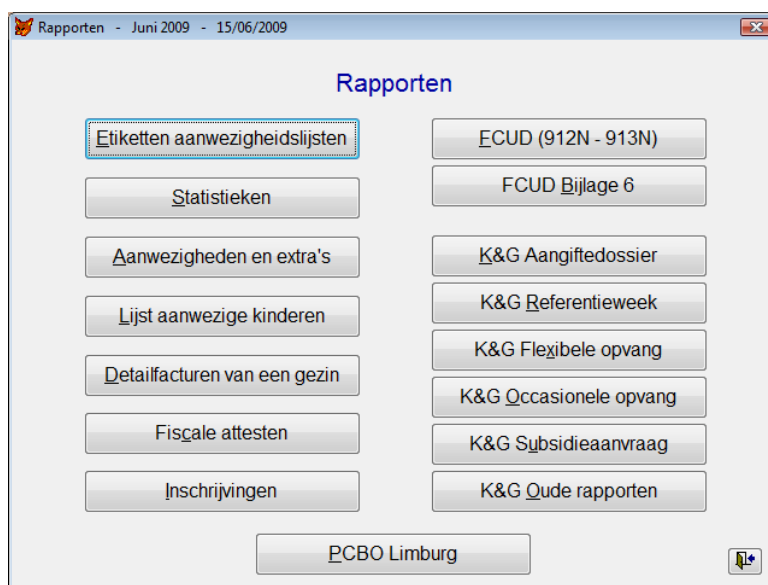 Rapporten - Juni 2009 - 15/06/2009
Rapporten
Etiketten aanwezigheidslijsten
Statistieken
Aanwezigheden en extra's
Lijst aanwezige kinderen
Detailfacturen van een gezin
Fiscale attesten
Inschrijvingen
FCUD (912N - 913N)
FCUD Bijlage 6
K&G Aangiftedossier
K&G Referentieweek
K&G Flexibele opvang
K&G Occasionele opvang
K&G Subsidieaanvraag
K&G Oude rapporten
PCBO Limburg